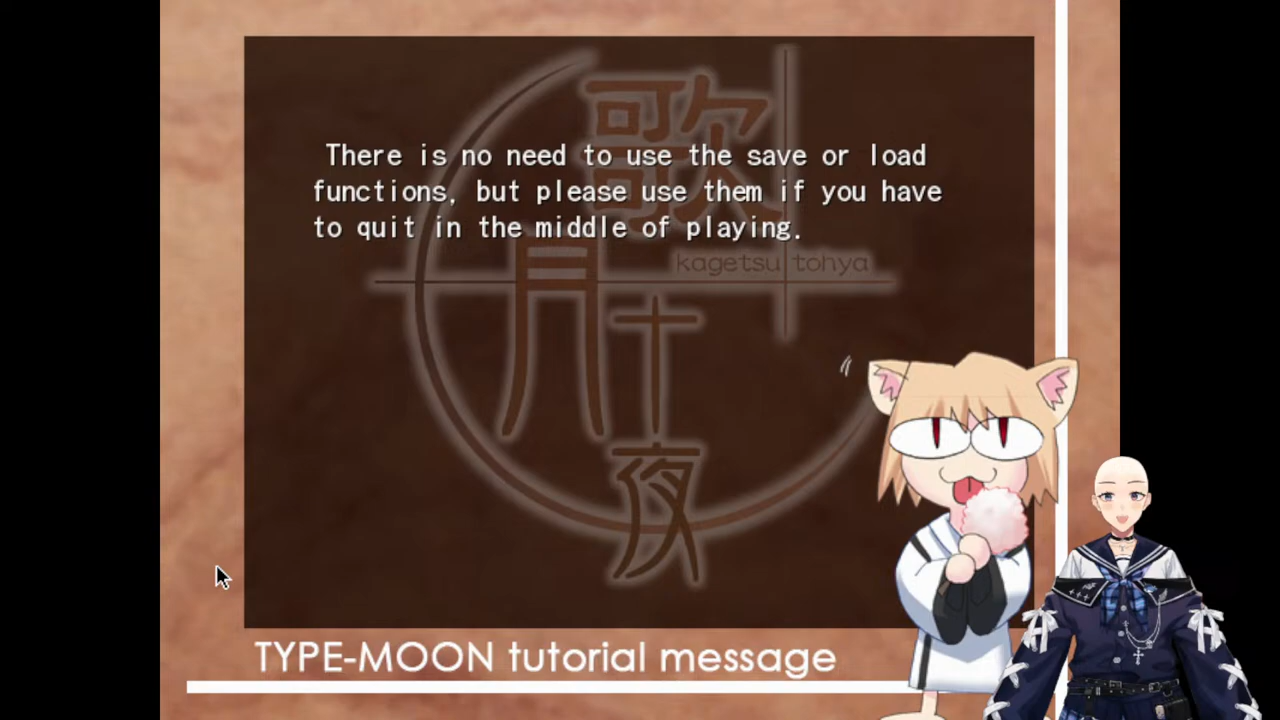 There is no need to use the save or load
functions, but please use them if you have
to quit in the middle of playing.
歌
月
十
夜
kagetsu tohya
TYPE-MOON tutorial message